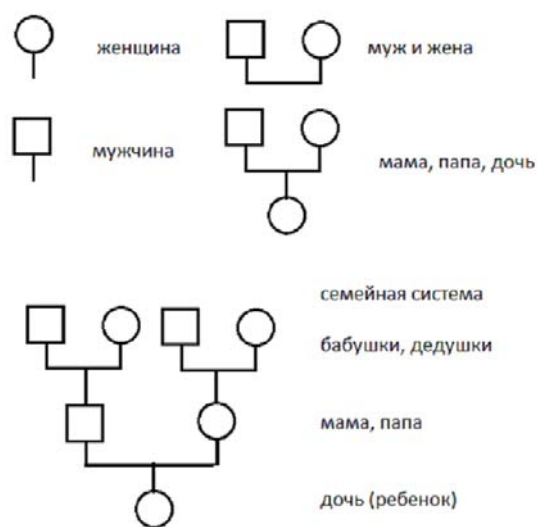 женщина
муж и жена
мужчина
мама, папа, дочь
семейная система
бабушки, дедушки
мама, папа
дочь (ребенок)